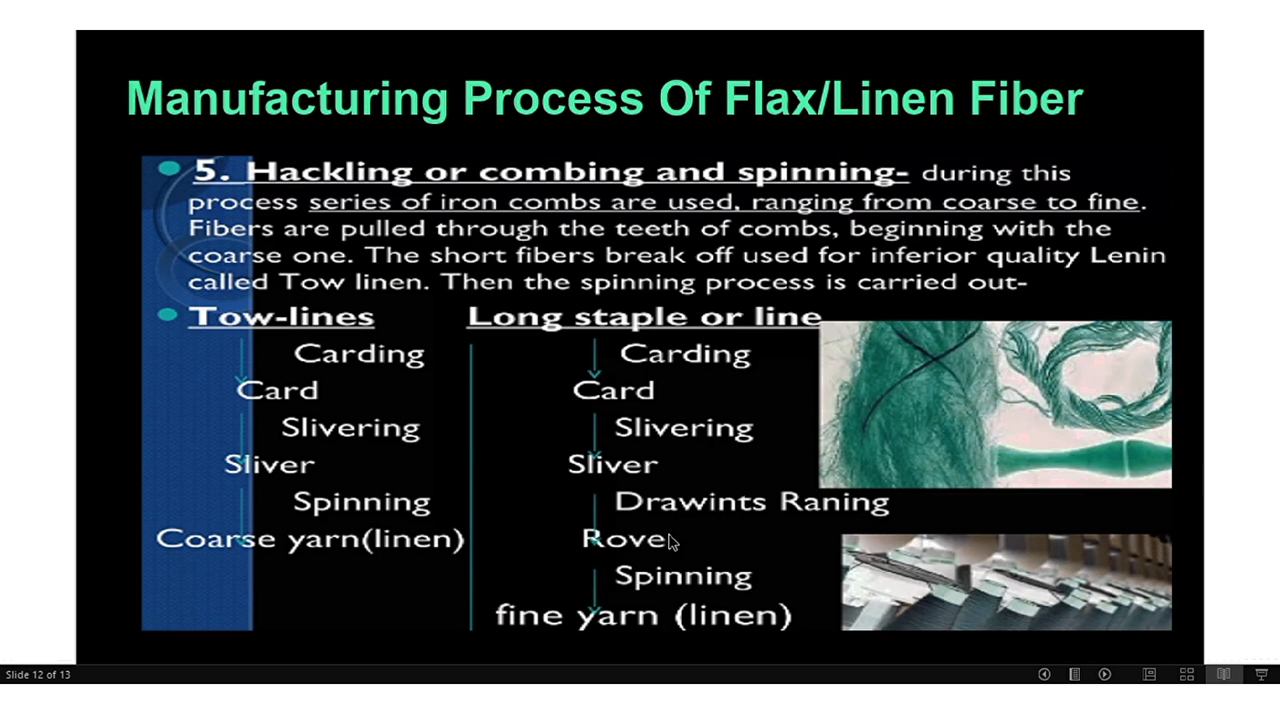 Manufacturing Process Of Flax/Linen Fiber
5. Hackling or combing and spinning- during this
process series of iron combs are used, ranging from coarse to fine.
Fibers are pulled through the teeth of combs, beginning with the
coarse one. The short fibers break off used for inferior quality Lenin
called Tow linen. Then the spinning process is carried out-
Tow-lines
Carding
Card
Slivering
Sliver
Spinning
Coarse yarn(linen)
Long staple or line
Carding
Card
Slivering
Sliver
Drawints Raning
Rove
Spinning
fine yarn (linen)
Slide 12 of 13